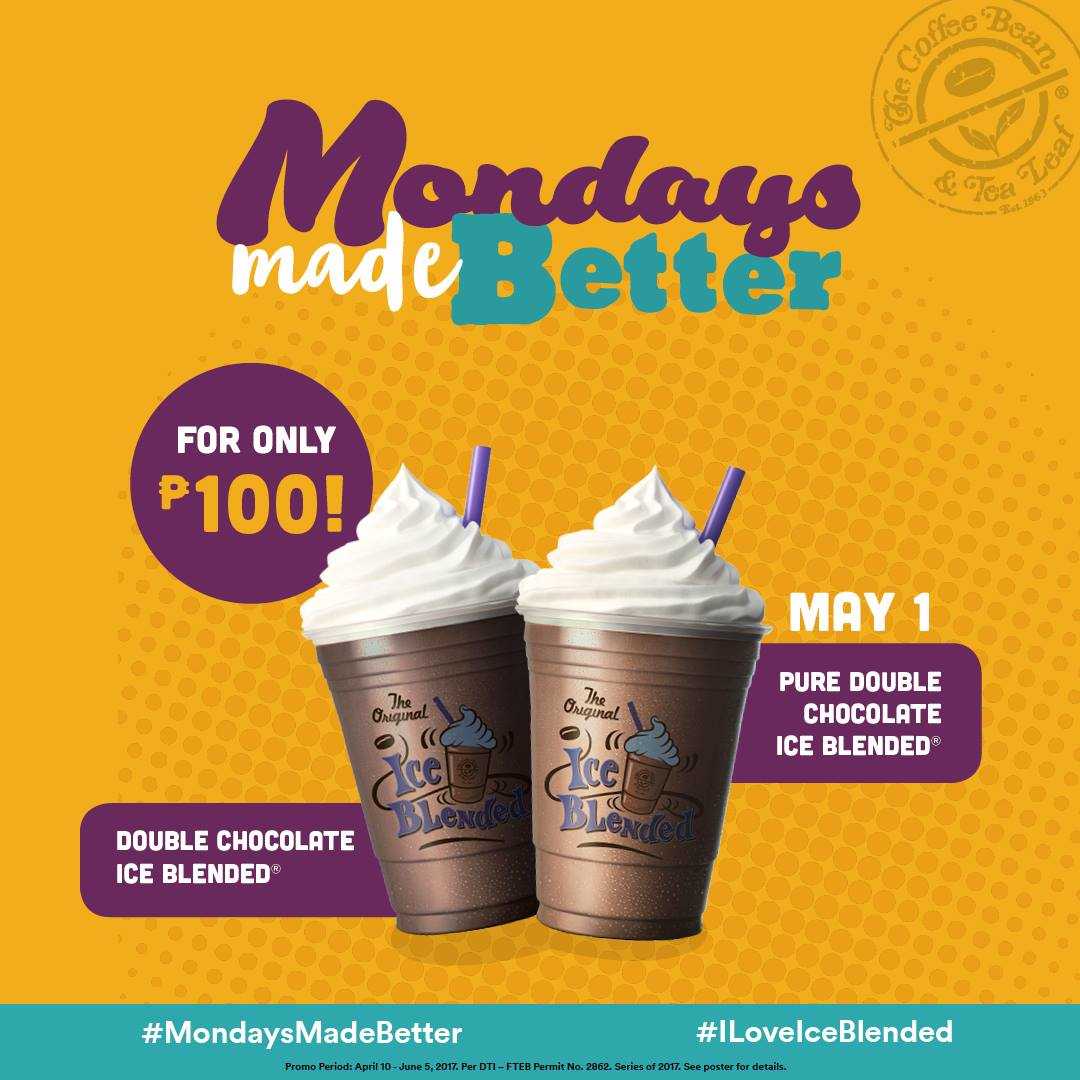 The Coffee Bean
& Tea Leaf
®
Est. 1963
Mondays
made Better
FOR ONLY
₱100!
MAY 1
PURE DOUBLE
CHOCOLATE
ICE BLENDED®
The
Original
Ice
Blended
The
Original
Ice
Blended
DOUBLE CHOCOLATE
ICE BLENDED®
#MondaysMadeBetter
#ILoveIceBlended
Promo Period: April 10 - June 5, 2017. Per DTI – FTEB Permit No. 2862. Series of 2017. See poster for details.